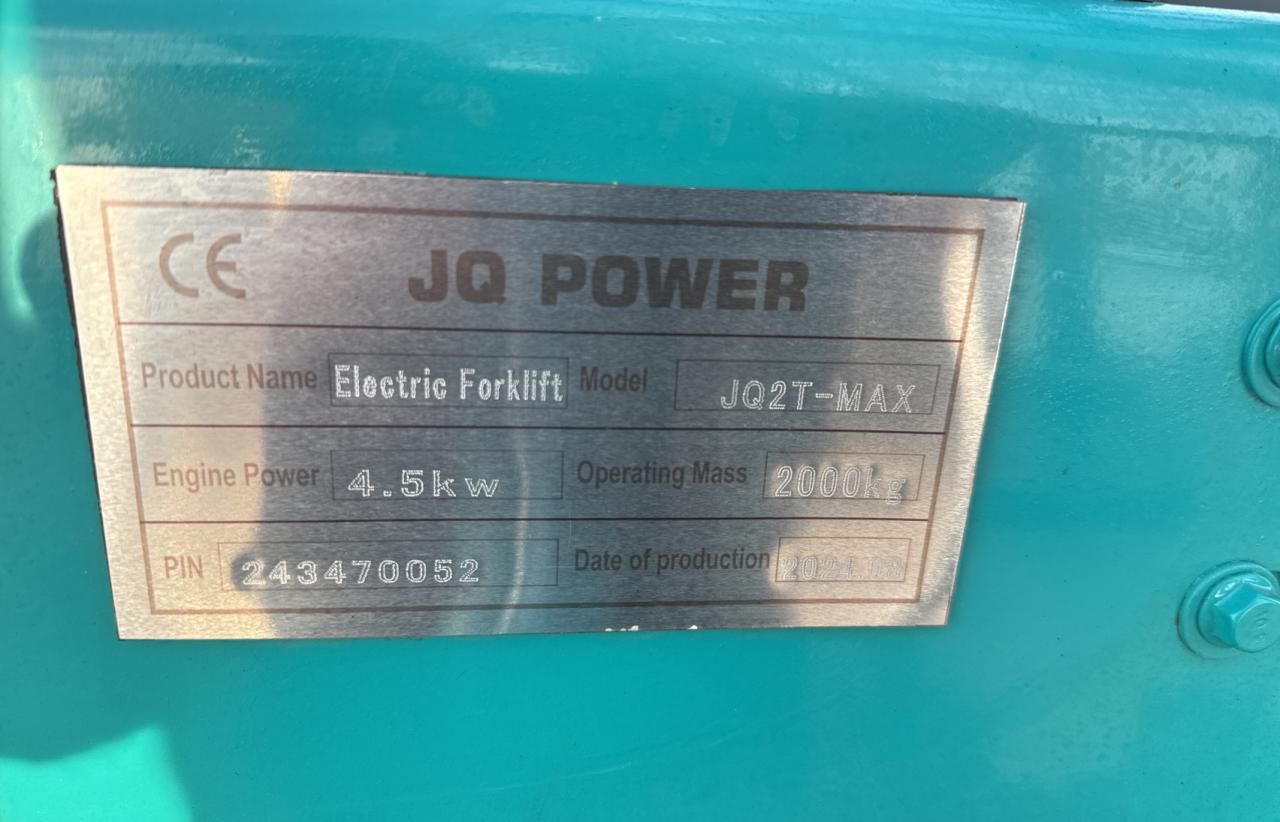 CE JQ POWER
Product Name Electric Forklift Model JQ2T-MAX
Engine Power 4.5kw Operating Mass 2000kg
PIN 243470052 Date of production